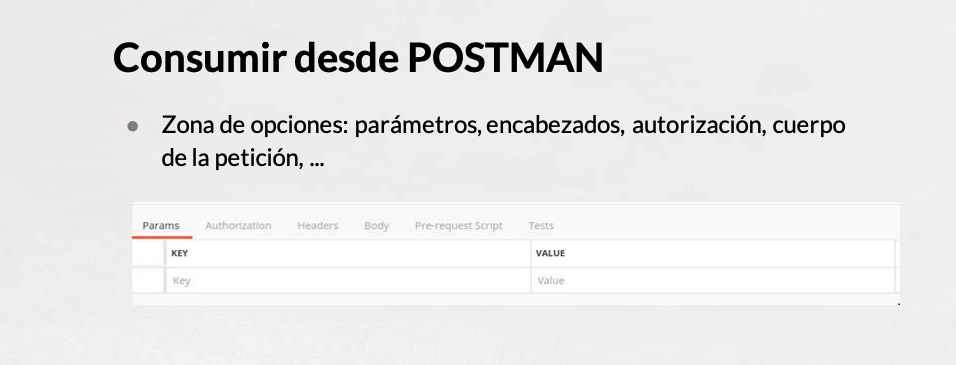 Consumir desde POSTMAN
● Zona de opciones: parámetros, encabezados, autorización, cuerpo
de la petición, ...
Params Authorization Headers Body Pre-request Script Tests
KEY VALUE
Key Value